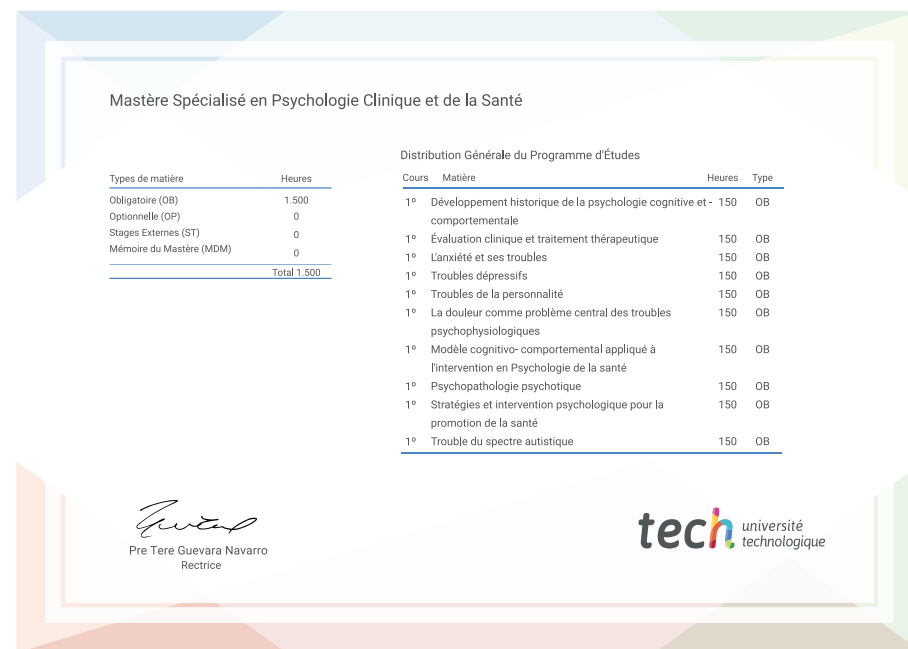 Mastère Spécialisé en Psychologie Clinique et de la Santé
Types de matière Heures
Obligatoire (OB) 1.500
Optionnelle (OP) 0
Stages Externes (ST) 0
Mémoire du Mastère (MDM) 0
Total 1.500
Distribution Générale du Programme d'Études
Cours Matière Heures Type
1º Développement historique de la psychologie cognitive et - 150 OB
comportementale
1º Évaluation clinique et traitement thérapeutique 150 OB
1º L'anxiété et ses troubles 150 OB
1º Troubles dépressifs 150 OB
1º Troubles de la personnalité 150 OB
1º La douleur comme problème central des troubles 150 OB
psychophysiologiques
1º Modèle cognitivo- comportemental appliqué à 150 OB
l'intervention en Psychologie de la santé
1º Psychopathologie psychotique 150 OB
1º Stratégies et intervention psychologique pour la 150 OB
promotion de la santé
1º Trouble du spectre autistique 150 OB
Pre Tere Guevara Navarro
Rectrice
tech université
technologique